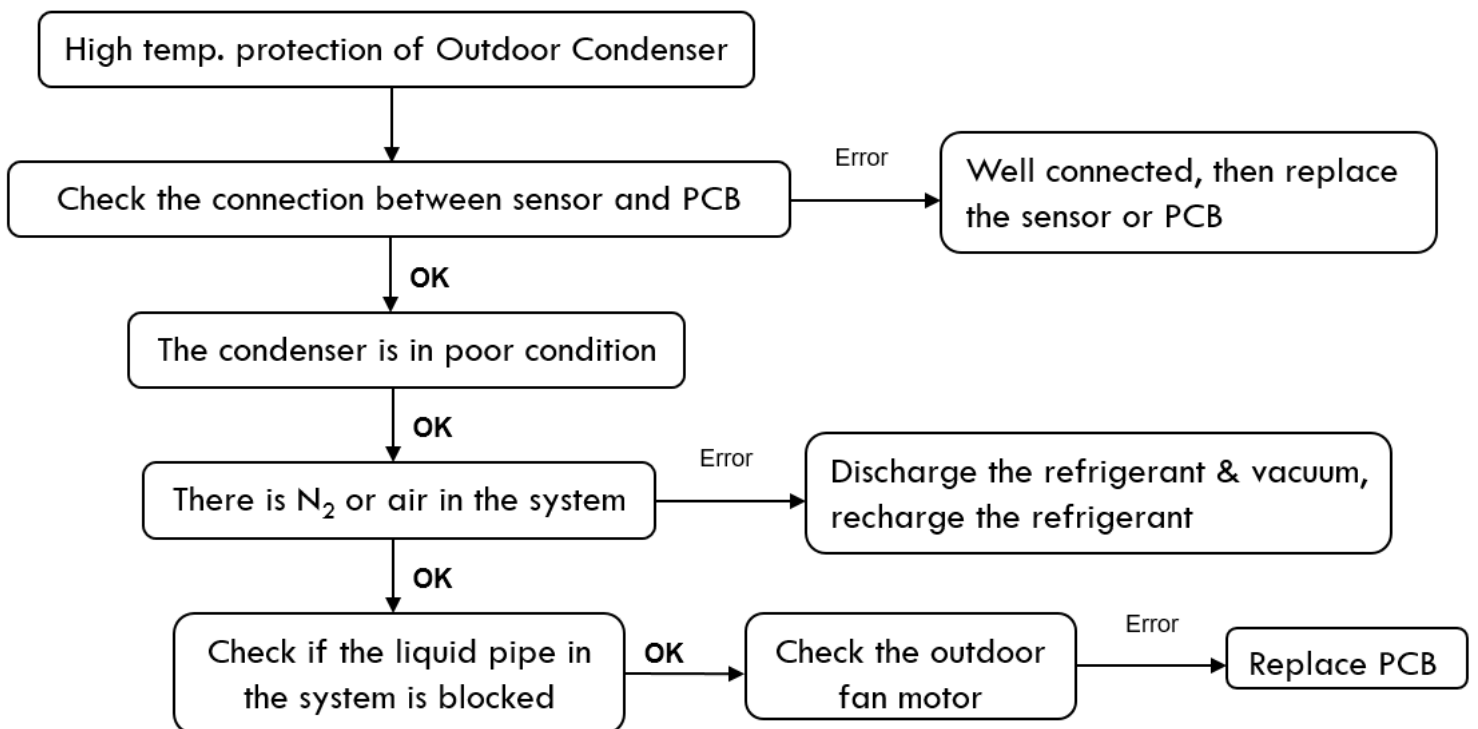 High temp. protection of Outdoor Condenser
Check the connection between sensor and PCB
Error
Well connected, then replace
the sensor or PCB
OK
The condenser is in poor condition
OK
There is N₂ or air in the system
Error
Discharge the refrigerant & vacuum,
recharge the refrigerant
OK
Check if the liquid pipe in
the system is blocked
OK
Check the outdoor
fan motor
Error
Replace PCB